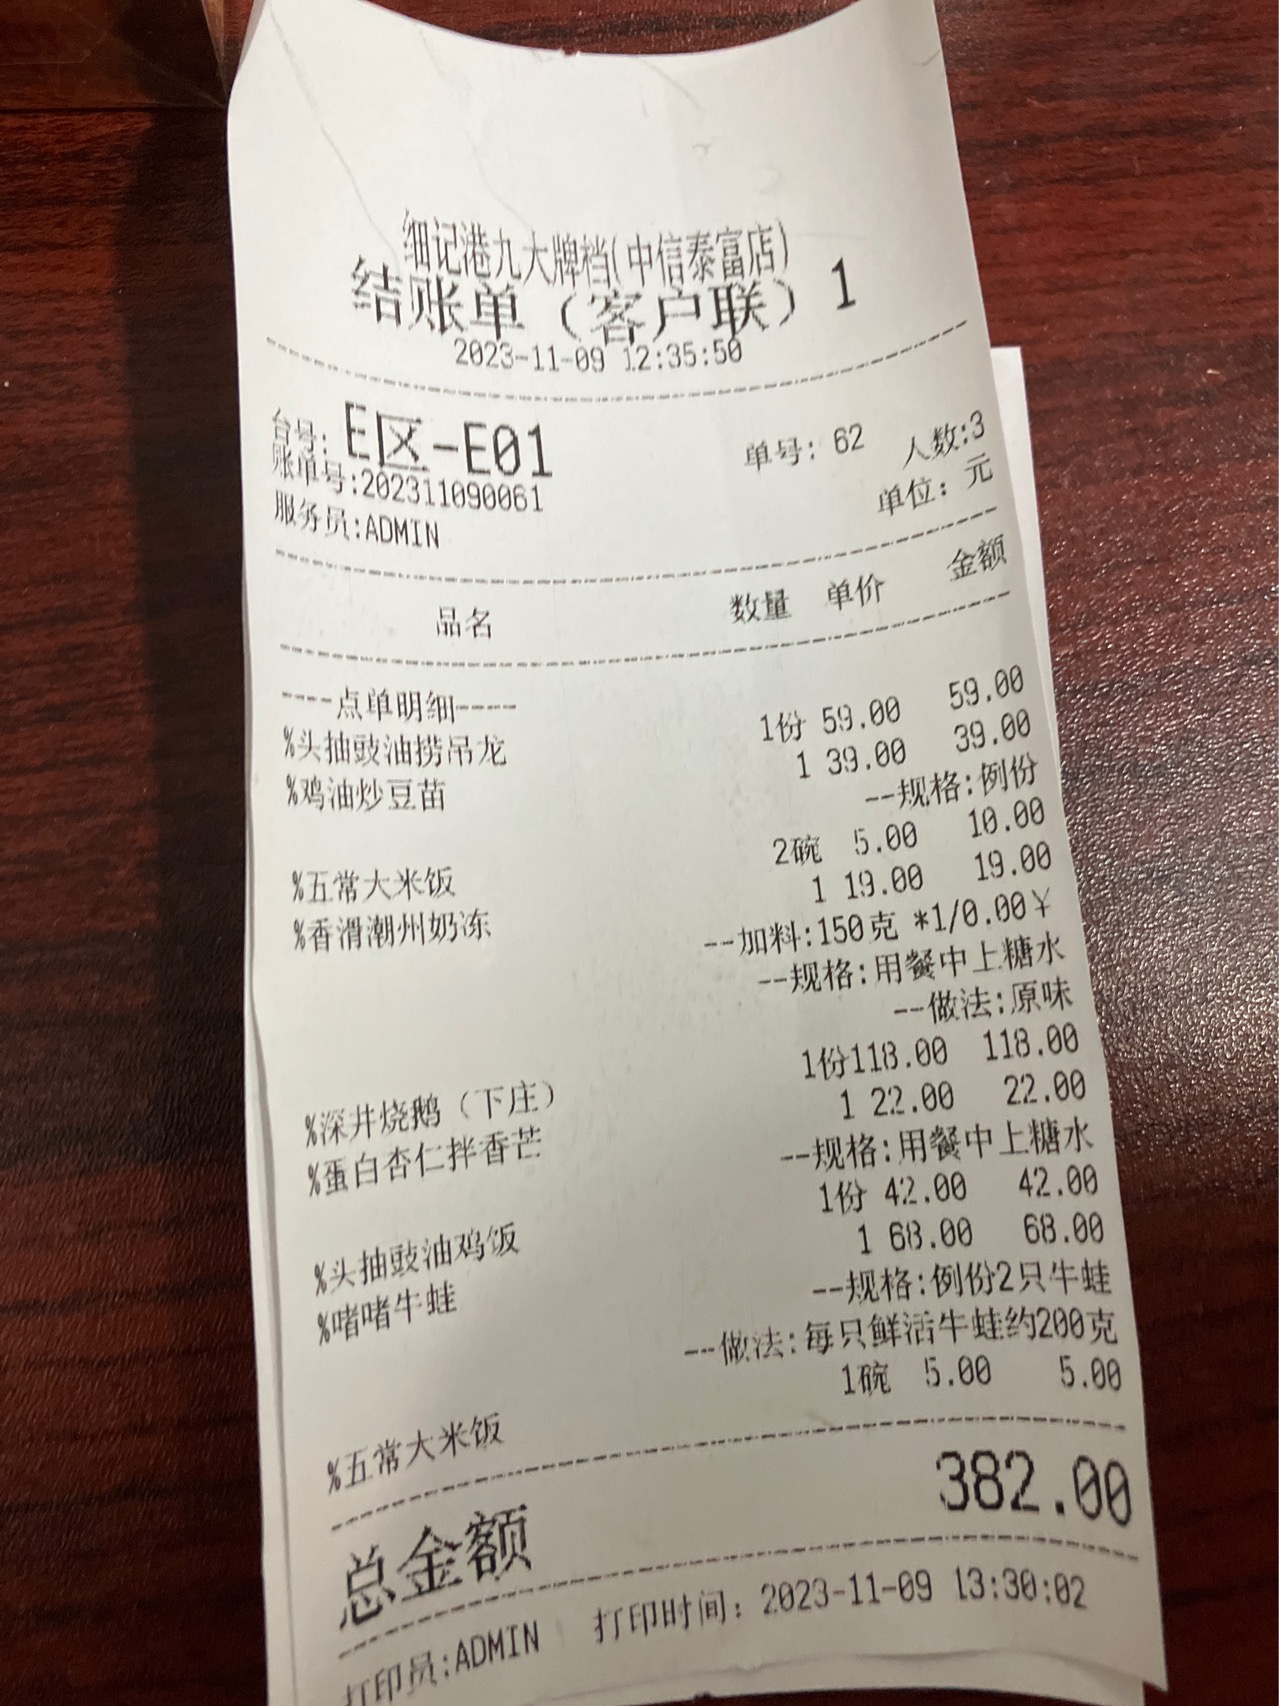 细记港九大牌档(中信泰富店)
结账单（客户联）1
2023-11-09 12:35:50
台号: E区-E01 单号: 62 人数:3
账单号:202311090061 单位: 元
服务员:ADMIN
品名 数量 单价 金额
----点单明细----
%头抽豉油捞吊龙 1份 59.00 59.00
%鸡油炒豆苗 1 39.00 39.00
--规格:例份
%五常大米饭 2碗 5.00 10.00
%香滑潮州奶冻 1 19.00 19.00
--加料:150克 *1/0.00¥
--规格:用餐中上糖水
--做法:原味
%深井烧鹅（下庄） 1份118.00 118.00
%蛋白杏仁拌香芒 1 22.00 22.00
--规格:用餐中上糖水
%头抽豉油鸡饭 1份 42.00 42.00
%啫啫牛蛙 1 68.00 68.00
--规格:例份2只牛蛙
--做法:每只鲜活牛蛙约200克
%五常大米饭 1碗 5.00 5.00
总金额 382.00
打印员:ADMIN 打印时间: 2023-11-09 13:30:02